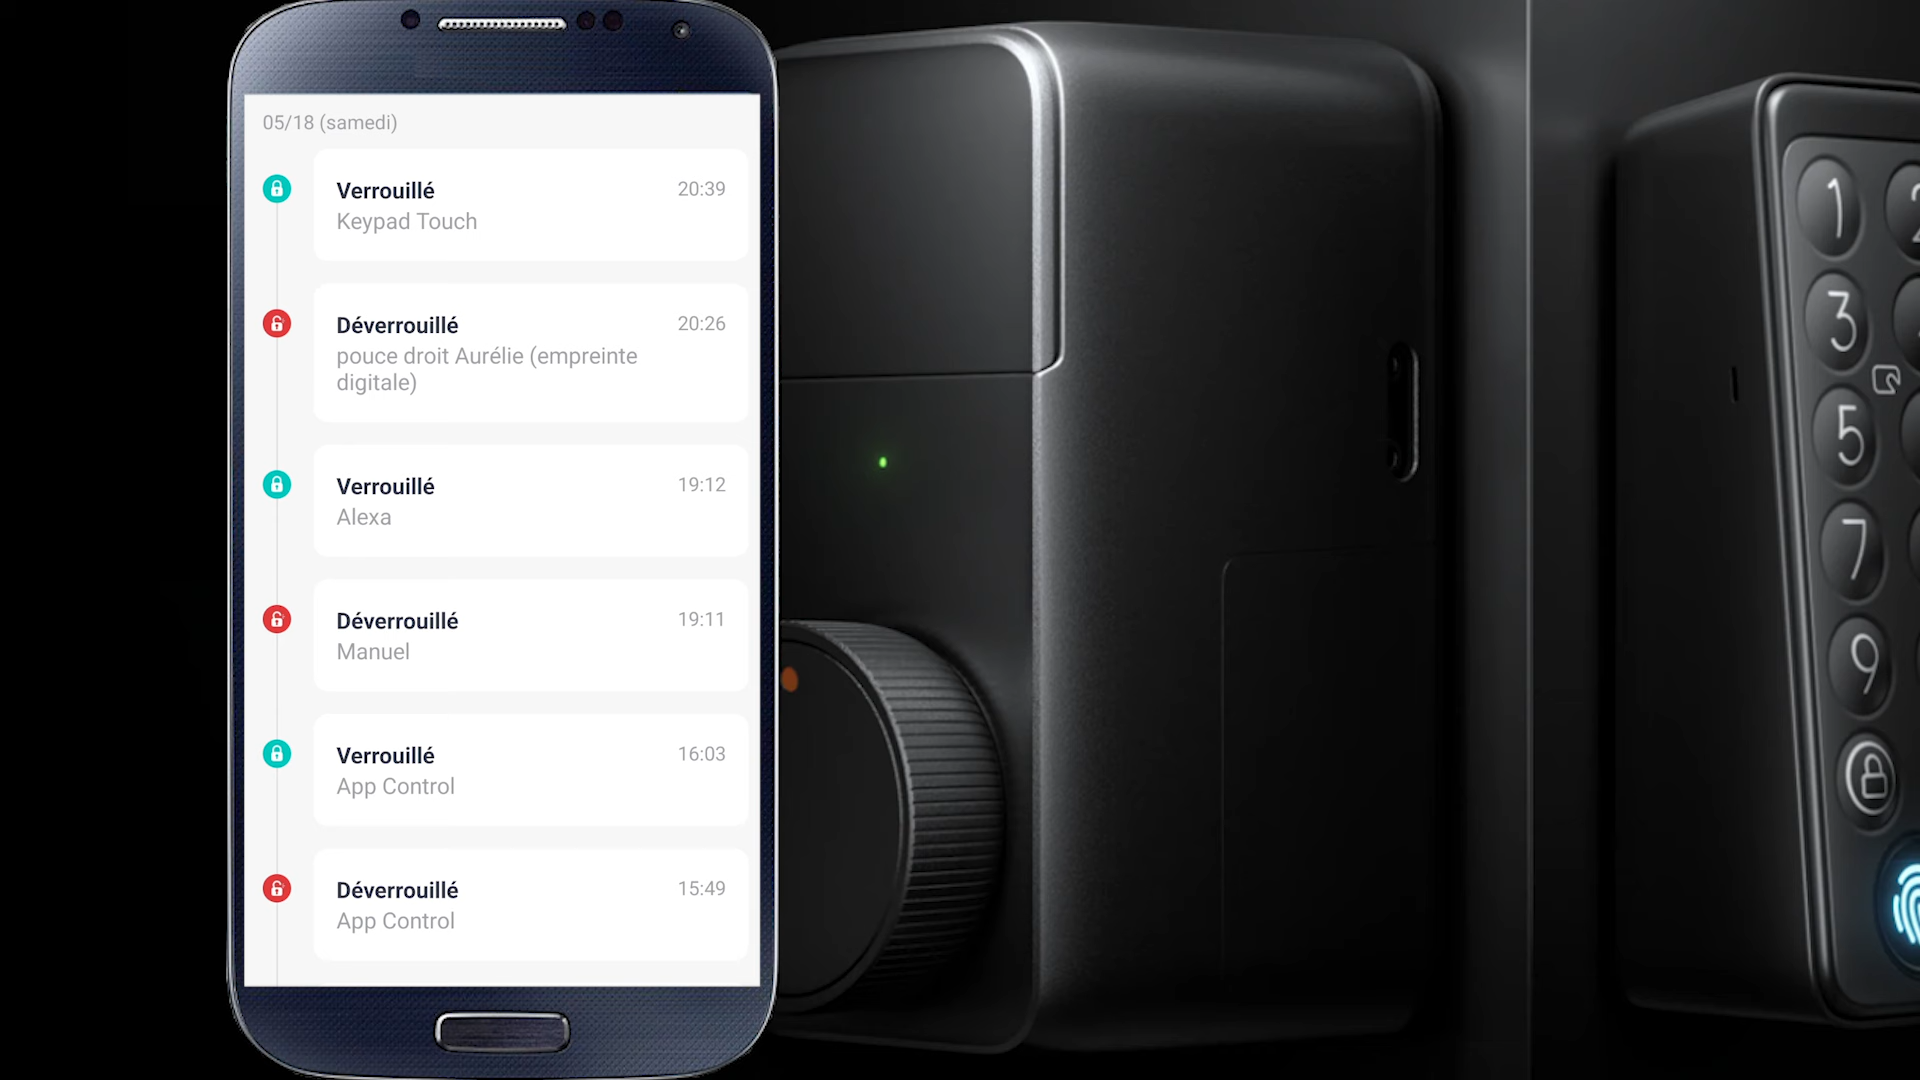 05/18 (samedi)
Verrouillé 20:39
Keypad Touch
Déverrouillé 20:26
pouce droit Aurélie (empreinte
digitale)
Verrouillé 19:12
Alexa
Déverrouillé 19:11
Manuel
Verrouillé 16:03
App Control
Déverrouillé 15:49
App Control
1 2
3
5
7
9